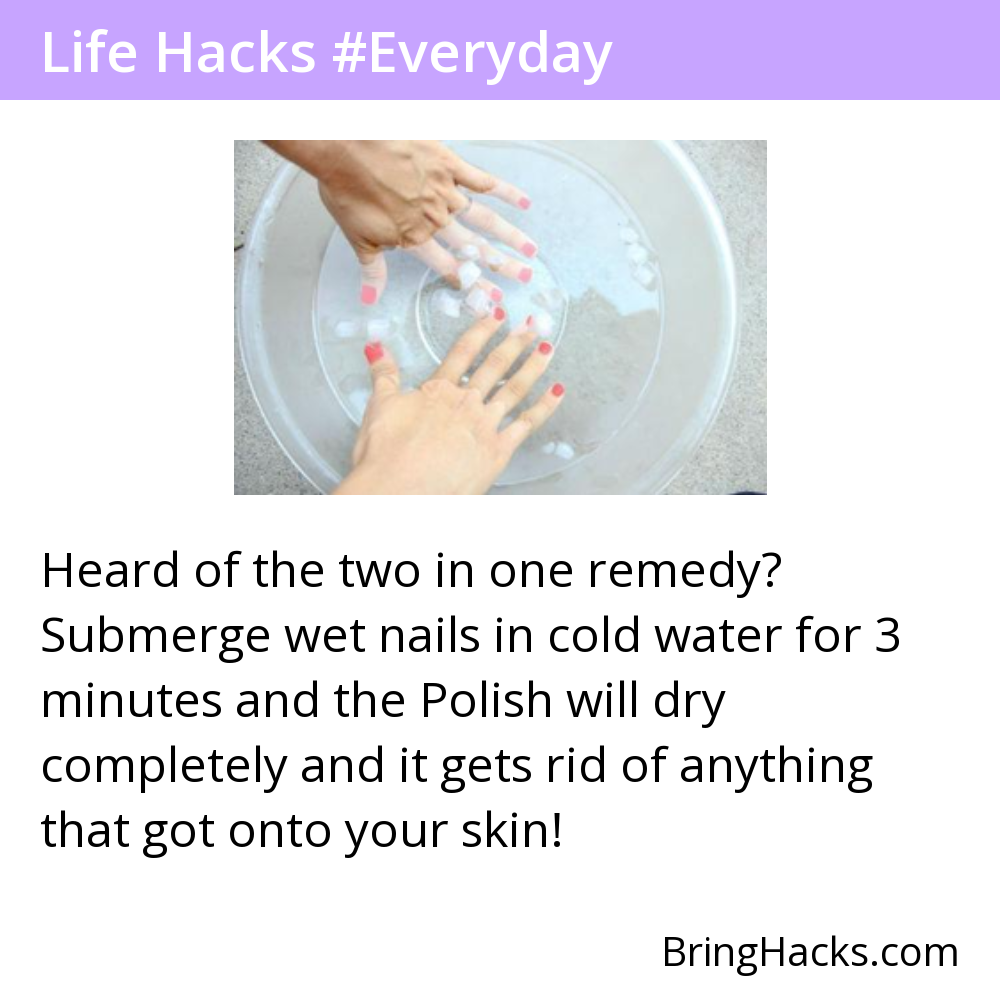 Life Hacks #Everyday
Heard of the two in one remedy?
Submerge wet nails in cold water for 3
minutes and the Polish will dry
completely and it gets rid of anything
that got onto your skin!
BringHacks.com